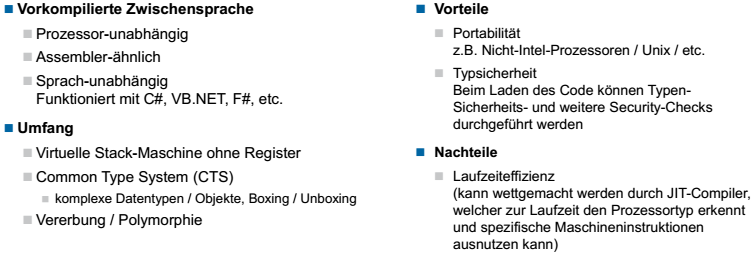 Vorkompilierte Zwischensprache
Prozessor-unabhängig
Assembler-ähnlich
Sprach-unabhängig
Funktioniert mit C#, VB.NET, F#, etc.
Umfang
Virtuelle Stack-Maschine ohne Register
Common Type System (CTS)
komplexe Datentypen / Objekte, Boxing / Unboxing
Vererbung / Polymorphie
Vorteile
Portabilität
z.B. Nicht-Intel-Prozessoren / Unix / etc.
Typsicherheit
Beim Laden des Code können Typen-
Sicherheits- und weitere Security-Checks
durchgeführt werden
Nachteile
Laufzeiteffizienz
(kann wettgemacht werden durch JIT-Compiler,
welcher zur Laufzeit den Prozessortyp erkennt
und spezifische Maschineninstruktionen
ausnutzen kann)